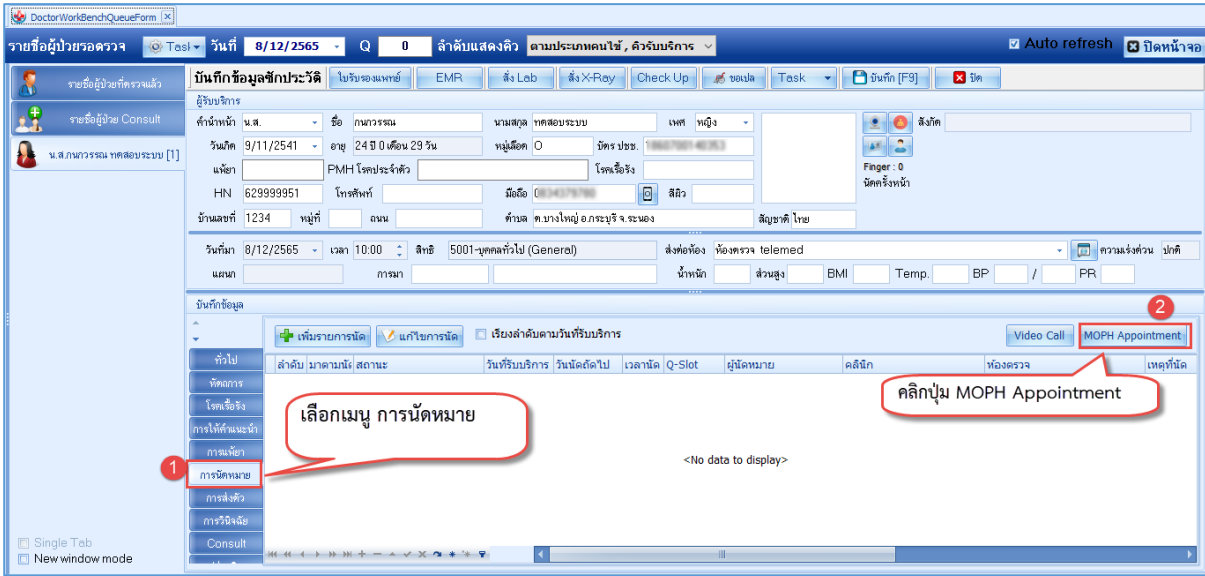 DoctorWorkBenchQueueForm
รายชื่อผู้ป่วยรอตรวจ Task วันที่ 8/12/2565 Q 0 ลำดับแสดงคิว ตามประเภทคนไข้ , คิวรับบริการ Auto refresh ปิดหน้าจอ
รายชื่อผู้ป่วยที่ตรวจแล้ว
รายชื่อผู้ป่วย Consult
น.ส.กนกวรรณ ทดสอบระบบ [1]
บันทึกข้อมูลซักประวัติ ใบรับรองแพทย์ EMR สั่ง Lab สั่ง X-Ray Check Up ขอเปล Task บันทึก [F9] ปิด
ผู้รับบริการ
คำนำหน้า น.ส. ชื่อ กนกวรรณ นามสกุล ทดสอบระบบ เพศ หญิง สังกัด
วันเกิด 9/11/2541 อายุ 24 ปี 0 เดือน 29 วัน หมู่เลือด O บัตร ปชช.
แพ้ยา PMH โรคประจำตัว โรคเรื้อรัง Finger : 0
นัดครั้งหน้า
HN 629999951 โทรศัพท์ มือถือ สีผิว
บ้านเลขที่ 1234 หมู่ที่ ถนน ตำบล ต.บางใหญ่ อ.กระบุรี จ.ระนอง สัญชาติ ไทย
วันที่มา 8/12/2565 เวลา 10:00 สิทธิ 5001-บุคคลทั่วไป (General) ส่งต่อห้อง ห้องตรวจ telemed ความเร่งด่วน ปกติ
แผนก การมา น้ำหนัก ส่วนสูง BMI Temp. BP / PR
บันทึกข้อมูล
2
เพิ่มรายการนัด แก้ไขการนัด เรียงลำดับตามวันที่รับบริการ Video Call MOPH Appointment
ลำดับ มาตามนัด สถานะ วันที่รับบริการ วันนัดถัดไป เวลานัด Q-Slot ผู้นัดหมาย คลินิก ห้องตรวจ เหตุที่นัด
ทั่วไป
หัตถการ
โรคเรื้อรัง
การให้คำแนะนำ
การแพ้ยา
1 การนัดหมาย
การส่งตัว
การวินิจฉัย
Consult
เลือกเมนู การนัดหมาย
คลิกปุ่ม MOPH Appointment
<No data to display>
Single Tab
New window mode